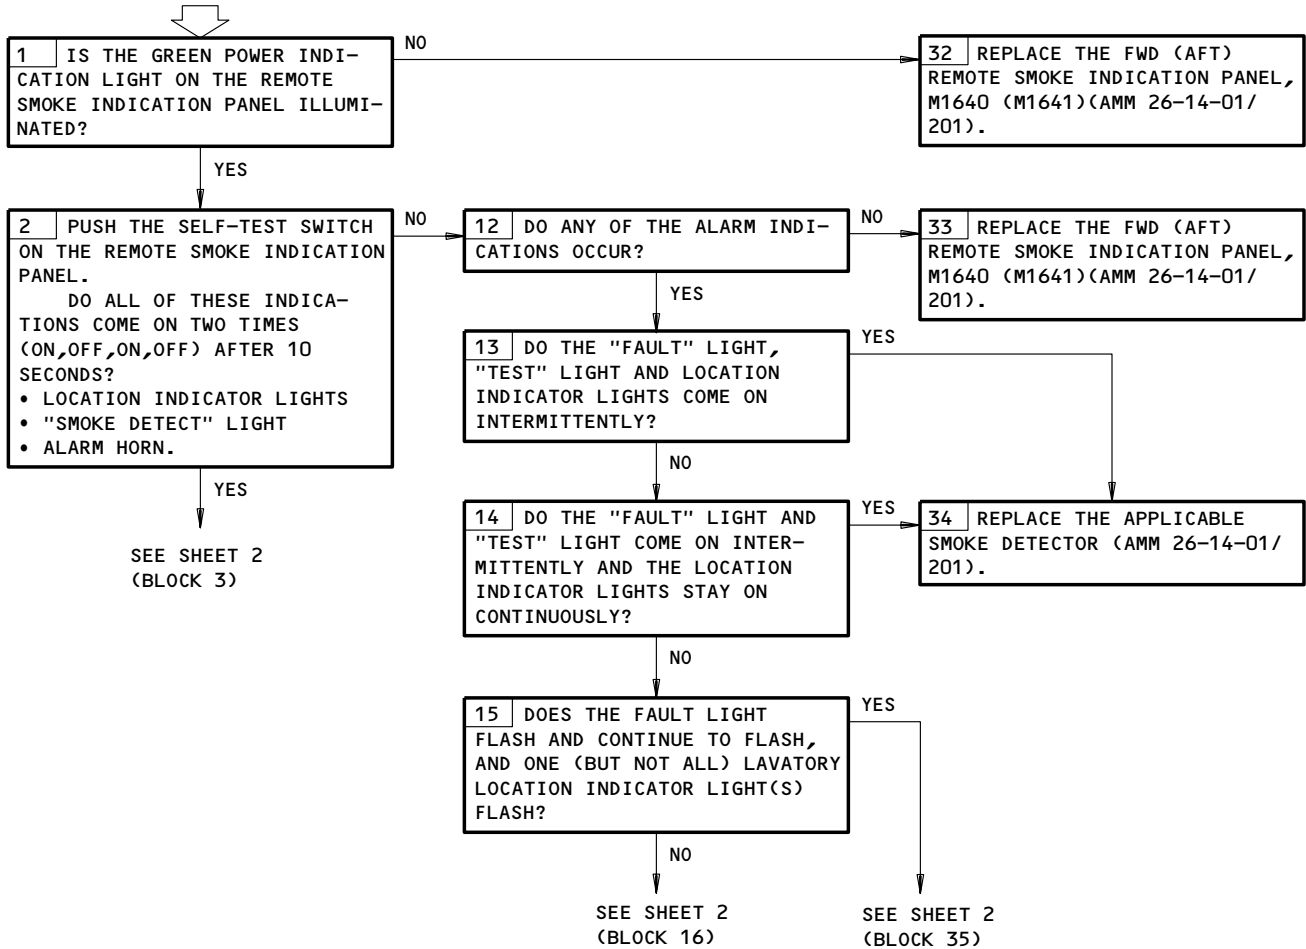 1 IS THE GREEN POWER INDI-
CATION LIGHT ON THE REMOTE
SMOKE INDICATION PANEL ILLUMI-
NATED?
NO
32 REPLACE THE FWD (AFT)
REMOTE SMOKE INDICATION PANEL,
M1640 (M1641)(AMM 26-14-01/
201).
YES
2 PUSH THE SELF-TEST SWITCH
ON THE REMOTE SMOKE INDICATION
PANEL.
DO ALL OF THESE INDICA-
TIONS COME ON TWO TIMES
(ON,OFF,ON,OFF) AFTER 10
SECONDS?
• LOCATION INDICATOR LIGHTS
• "SMOKE DETECT" LIGHT
• ALARM HORN.
NO
12 DO ANY OF THE ALARM INDI-
CATIONS OCCUR?
NO
33 REPLACE THE FWD (AFT)
REMOTE SMOKE INDICATION PANEL,
M1640 (M1641)(AMM 26-14-01/
201).
YES
13 DO THE "FAULT" LIGHT,
"TEST" LIGHT AND LOCATION
INDICATOR LIGHTS COME ON
INTERMITTENTLY?
YES
NO
YES
SEE SHEET 2
(BLOCK 3)
14 DO THE "FAULT" LIGHT AND
"TEST" LIGHT COME ON INTER-
MITTENTLY AND THE LOCATION
INDICATOR LIGHTS STAY ON
CONTINUOUSLY?
YES
34 REPLACE THE APPLICABLE
SMOKE DETECTOR (AMM 26-14-01/
201).
NO
15 DOES THE FAULT LIGHT
FLASH AND CONTINUE TO FLASH,
AND ONE (BUT NOT ALL) LAVATORY
LOCATION INDICATOR LIGHT(S)
FLASH?
YES
NO
SEE SHEET 2
(BLOCK 16)
SEE SHEET 2
(BLOCK 35)